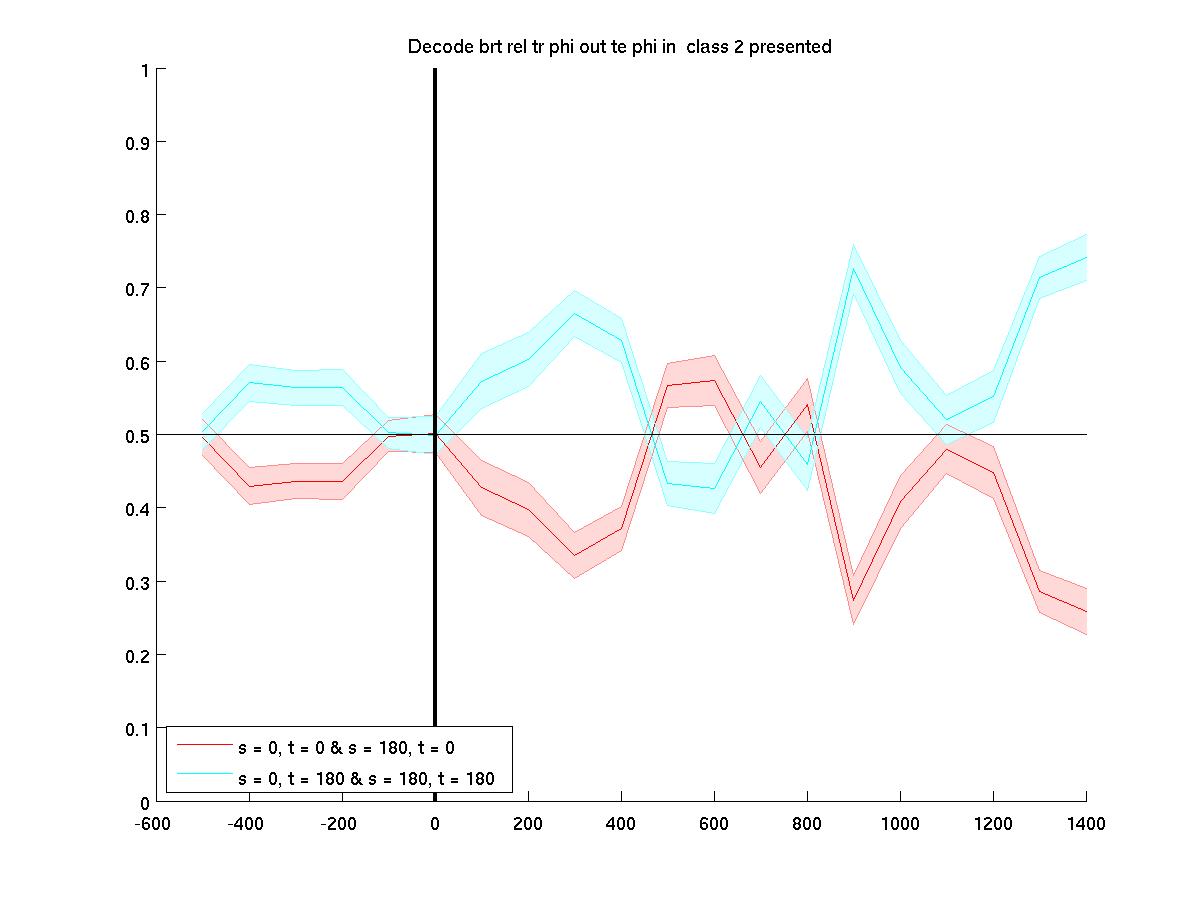 Decode brt rel tr phi out te phi in  class 2 presented
1
0.9
0.8
0.7
0.6
0.5
0.4
0.3
0.2
0.1
0
s = 0, t = 0 & s = 180, t = 0
s = 0, t = 180 & s = 180, t = 180
-600 -400 -200 0 200 400 600 800 1000 1200 1400